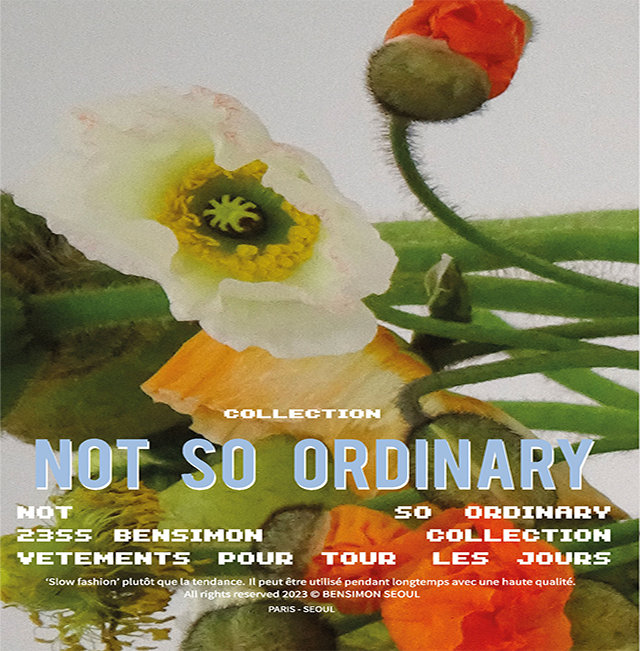 COLLECTION
NOT SO ORDINARY
NOT SO ORDINARY
23SS BENSIMON COLLECTION
VETEMENTS POUR TOUR LES JOURS
'Slow fashion' plutôt que la tendance. Il peut être utilisé pendant longtemps avec une haute qualité.
All rights reserved 2023 © BENSIMON SEOUL
PARIS - SEOUL